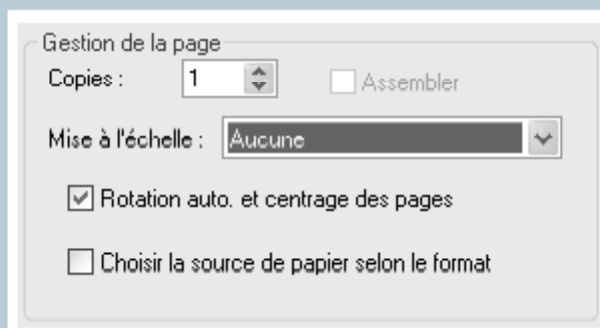 Gestion de la page
Copies : 1 Assembler
Mise à l'échelle : Aucune
Rotation auto. et centrage des pages
Choisir la source de papier selon le format